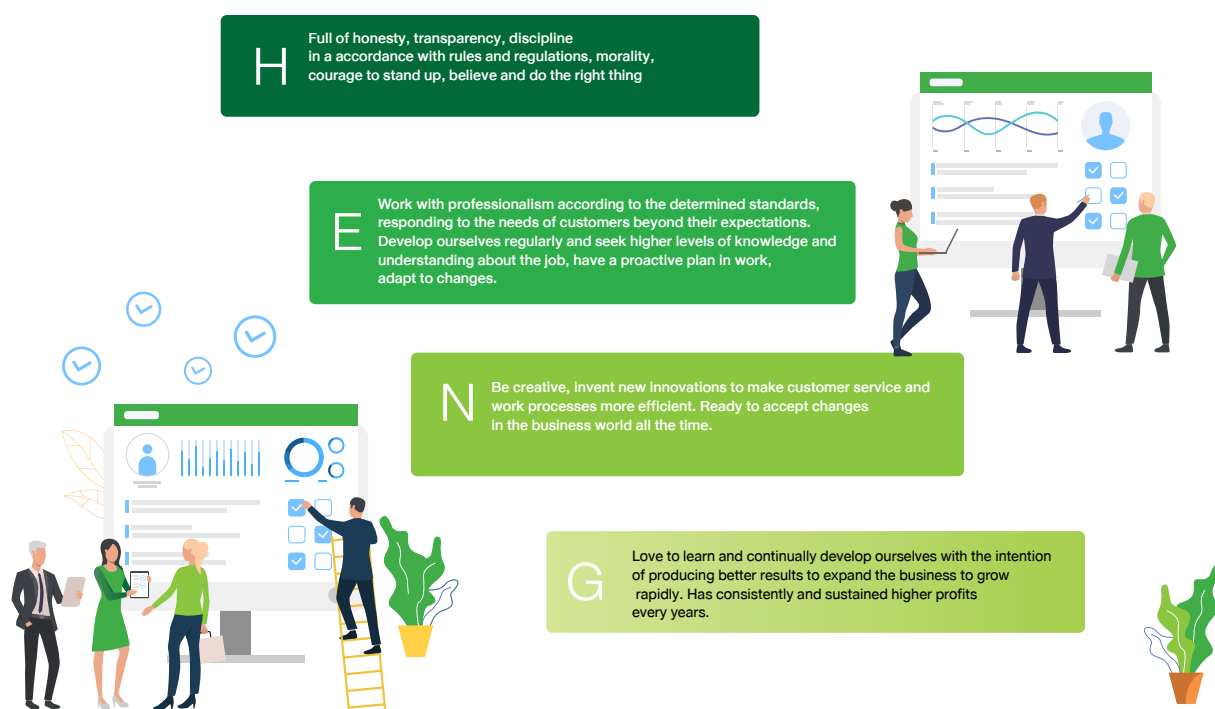 H
Full of honesty, transparency, discipline
in a accordance with rules and regulations, morality,
courage to stand up, believe and do the right thing
E
Work with professionalism according to the determined standards,
responding to the needs of customers beyond their expectations.
Develop ourselves regularly and seek higher levels of knowledge and
understanding about the job, have a proactive plan in work,
adapt to changes.
N
Be creative, invent new innovations to make customer service and
work processes more efficient. Ready to accept changes
in the business world all the time.
G
Love to learn and continually develop ourselves with the intention
of producing better results to expand the business to grow
rapidly. Has consistently and sustained higher profits
every years.